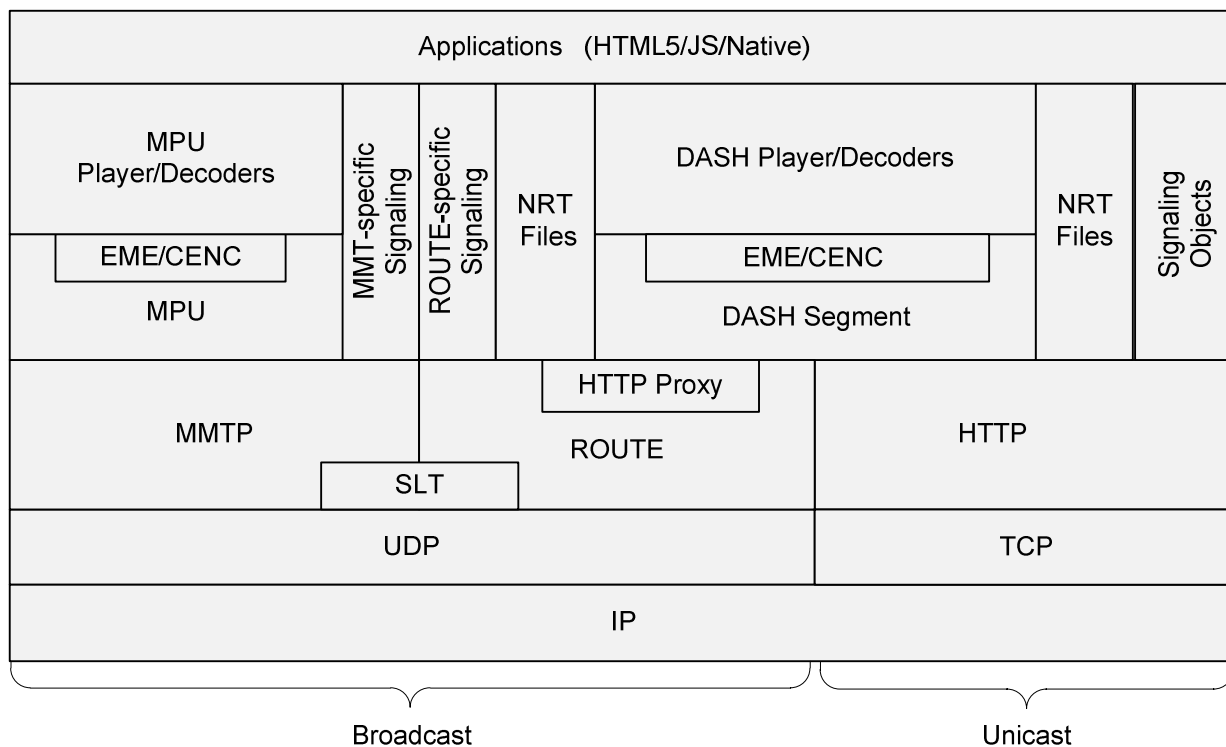 Applications (HTML5/JS/Native)
MPU
Player/Decoders
EME/CENC
MPU
MMT-specific
Signaling
ROUTE-specific
Signaling
NRT
Files
DASH Player/Decoders
EME/CENC
DASH Segment
NRT
Files
Signaling
Objects
MMTP
HTTP Proxy
ROUTE
SLT
HTTP
UDP
TCP
IP
Broadcast
Unicast